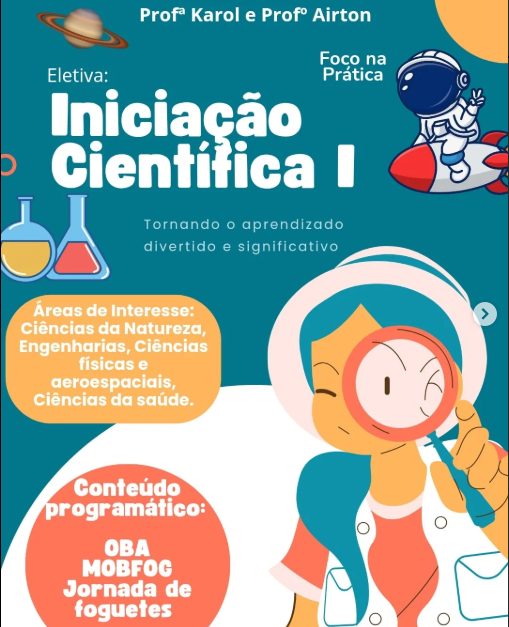 Profª Karol e Profº Airton
Foco na
Prática
Eletiva:
Iniciação
Científica I
Tornando o aprendizado
divertido e significativo
Áreas de Interesse:
Ciências da Natureza,
Engenharias, Ciências
físicas e
aeroespaciais,
Ciências da saúde.
Conteúdo
programático:
OBA
MOBFOG
Jornada de
foguetes